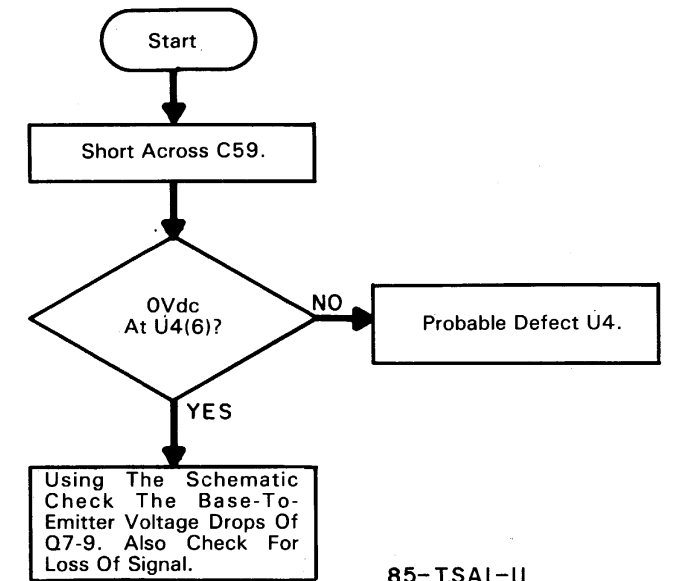 Start
Short Across C59.
0Vdc
At U4(6)?
NO
Probable Defect U4.
YES
Using The Schematic
Check The Base-To-
Emitter Voltage Drops Of
Q7-9. Also Check For
Loss Of Signal.
85-TSAL-U